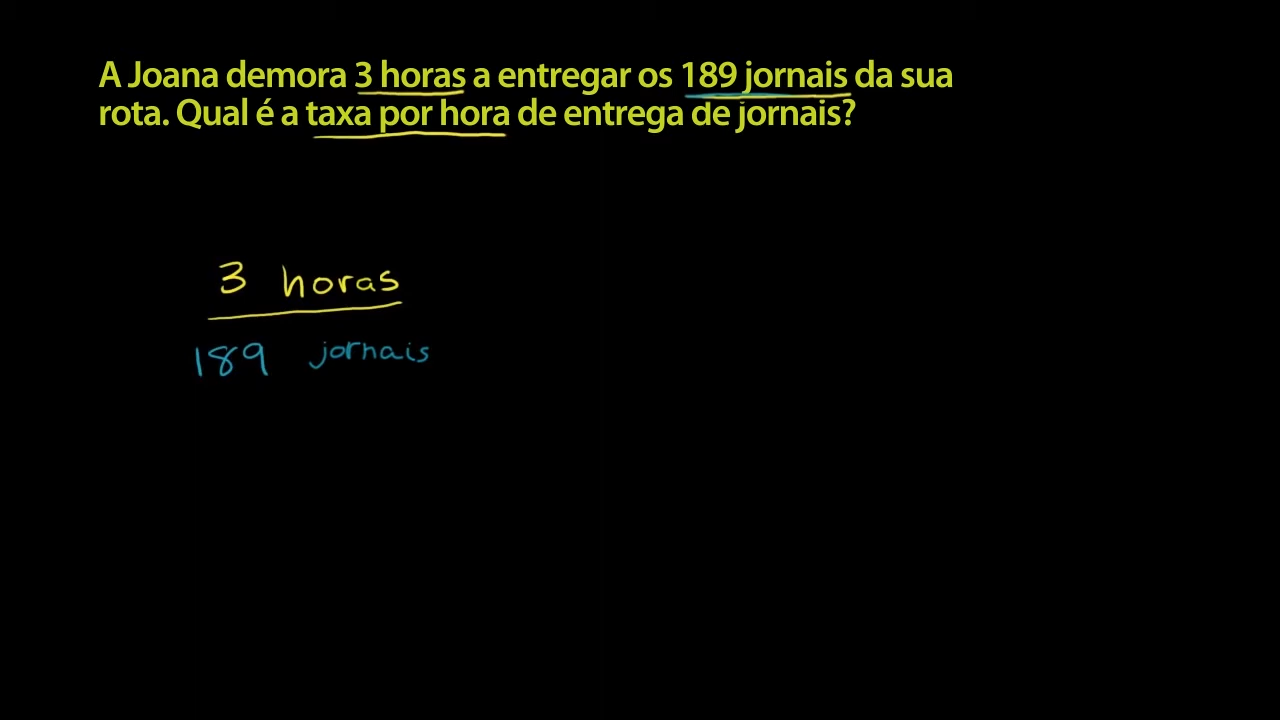 A Joana demora 3 horas a entregar os 189 jornais da sua
rota. Qual é a taxa por hora de entrega de jornais?
3 horas
189 jornais